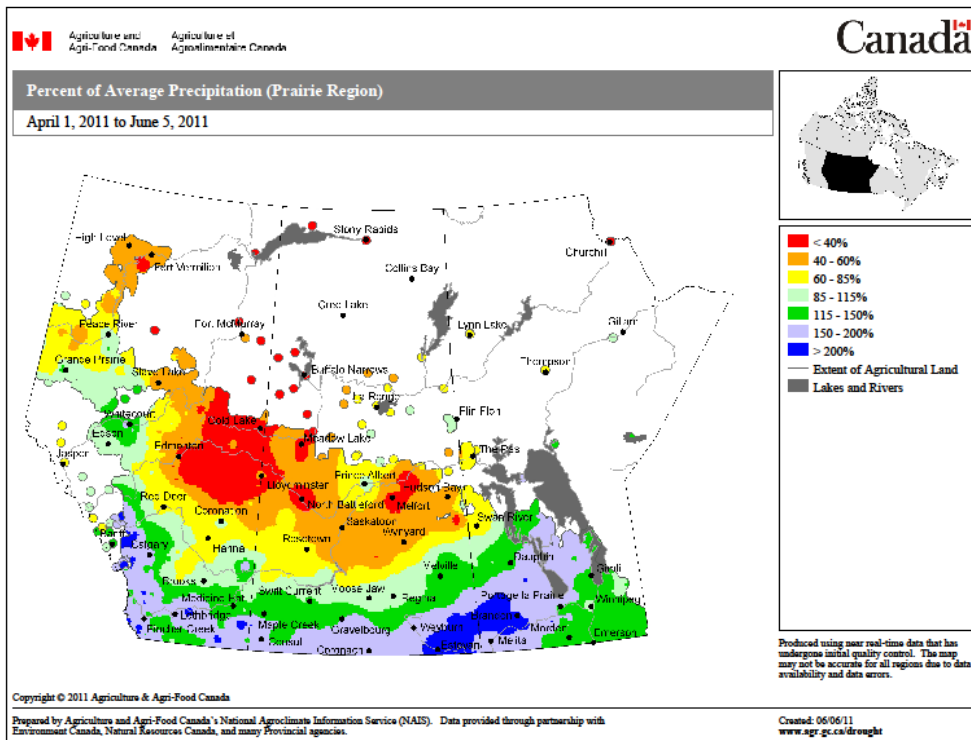 Agriculture and
Agri-Food Canada
Agriculture et
Agroalimentaire Canada
Canada
Percent of Average Precipitation (Prairie Region)
April 1, 2011 to June 5, 2011
High Level
Fort Vermilion
Stony Rapids
Churchill
Collins Bay
Cree Lake
Peace River
Fort McMurray
Lynn Lake
Gillam
Grande Prairie
Slave Lake
Buffalo Narrows
Thompson
La Ronge
Flin Flon
Whitecourt
Cold Lake
Edson
Meadow Lake
Edmonton
The Pas
Jasper
Prince Albert
Lloydminster
Hudson Bay
Red Deer
North Battleford
Melfort
Coronation
Saskatoon
Swan River
Banff
Wynyard
Calgary
Hanna
Rosetown
Dauphin
Gimli
Brooks
Melville
Swift Current
Moose Jaw
Regina
Portage la Prairie
Winnipeg
Medicine Hat
Lethbridge
Maple Creek
Weyburn
Brandon
Pincher Creek
Gravelbourg
Morden
Emerson
Consul
Coronach
Estevan
Melita
< 40%
40 - 60%
60 - 85%
85 - 115%
115 - 150%
150 - 200%
> 200%
Extent of Agricultural Land
Lakes and Rivers
Produced using near real-time data that has
undergone initial quality control. The map
may not be accurate for all regions due to data
availability and data errors.
Copyright © 2011 Agriculture & Agri-Food Canada
Prepared by Agriculture and Agri-Food Canada's National Agroclimate Information Service (NAIS). Data provided through partnership with
Environment Canada, Natural Resources Canada, and many Provincial agencies.
Created: 06/06/11
www.agr.gc.ca/drought